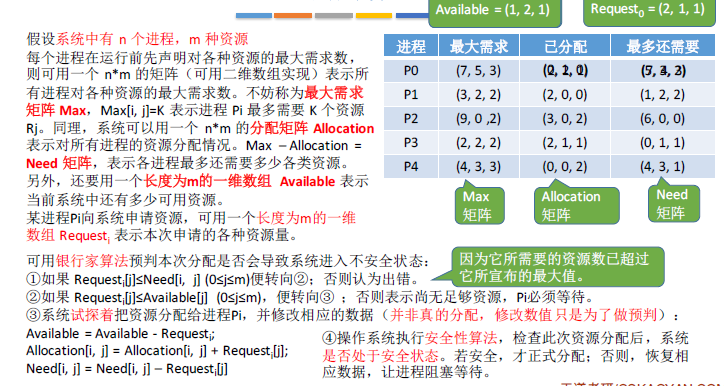 Available = (1, 2, 1)
Request₀ = (2, 1, 1)
假设系统中有 n 个进程，m 种资源
每个进程在运行前先声明对各种资源的最大需求数，
则可用一个 n*m 的矩阵（可用二维数组实现）表示所
有进程对各种资源的最大需求数。不妨称为最大需求
矩阵 Max，Max[i, j]=K 表示进程 Pi 最多需要 K 个资源
Rj。同理，系统可以用一个 n*m 的分配矩阵 Allocation
表示对所有进程的资源分配情况。Max – Allocation =
Need 矩阵，表示各进程最多还需要多少各类资源。
另外，还要用一个长度为m的一维数组 Available 表示
当前系统中还有多少可用资源。
某进程Pi向系统申请资源，可用一个长度为m的一维
数组 Requestᵢ 表示本次申请的各种资源量。
进程 最大需求 已分配 最多还需要
P0 (7, 5, 3)
P1 (3, 2, 2) (2, 0, 0) (1, 2, 2)
P2 (9, 0 ,2) (3, 0, 2) (6, 0, 0)
P3 (2, 2, 2) (2, 1, 1) (0, 1, 1)
P4 (4, 3, 3) (0, 0, 2) (4, 3, 1)
Max
矩阵
Allocation
矩阵
Need
矩阵
可用银行家算法预判本次分配是否会导致系统进入不安全状态：
①如果 Requestᵢ[j]≤Need[i, j] (0≤j≤m)便转向②；否则认为出错。
因为它所需要的资源数已超过
它所宣布的最大值。
②如果 Requestᵢ[j]≤Available[j] (0≤j≤m)，便转向③ ；否则表示尚无足够资源，Pi必须等待。
③系统试探着把资源分配给进程Pi，并修改相应的数据（并非真的分配，修改数值只是为了做预判）：
Available = Available - Requestᵢ;
Allocation[i, j] = Allocation[i, j] + Requestᵢ[j];
Need[i, j] = Need[i, j] – Requestᵢ[j]
④操作系统执行安全性算法，检查此次资源分配后，系统
是否处于安全状态。若安全，才正式分配；否则，恢复相
应数据，让进程阻塞等待。